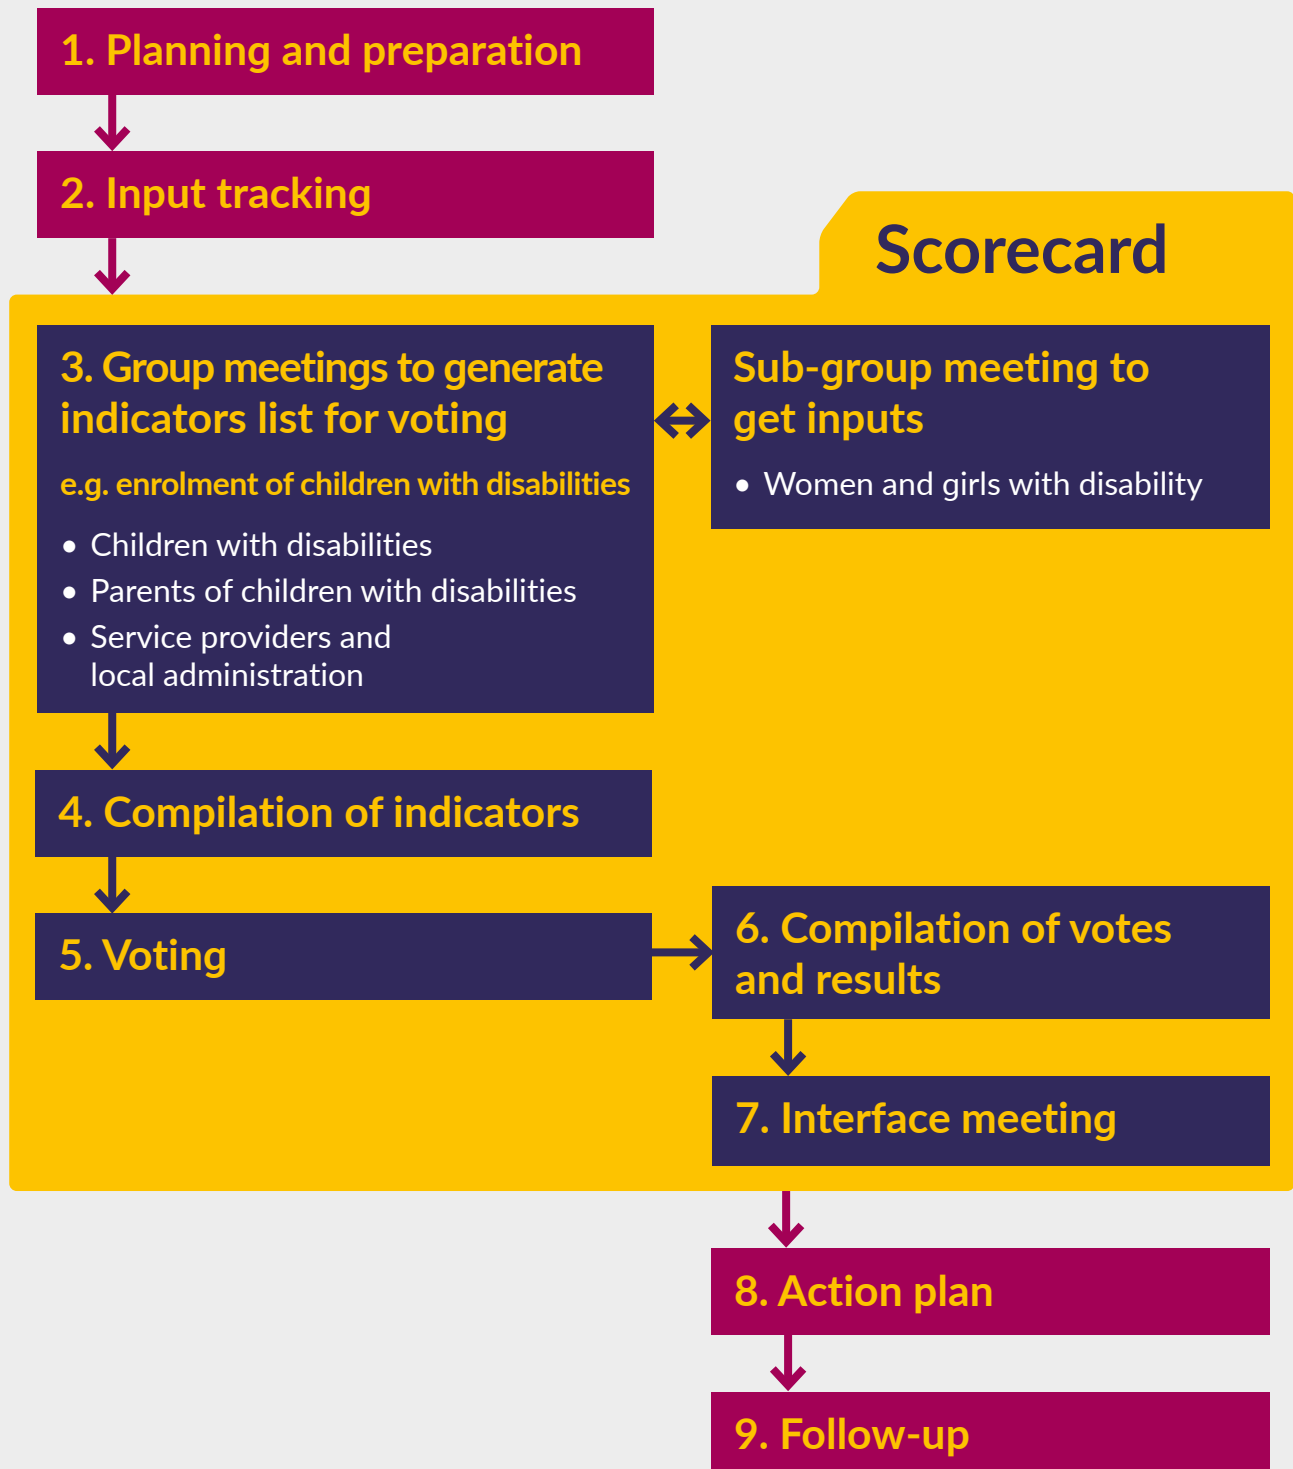 1. Planning and preparation
2. Input tracking
Scorecard
3. Group meetings to generate
indicators list for voting
e.g. enrolment of children with disabilities
• Children with disabilities
• Parents of children with disabilities
• Service providers and
local administration
Sub-group meeting to
get inputs
• Women and girls with disability
4. Compilation of indicators
5. Voting
6. Compilation of votes
and results
7. Interface meeting
8. Action plan
9. Follow-up